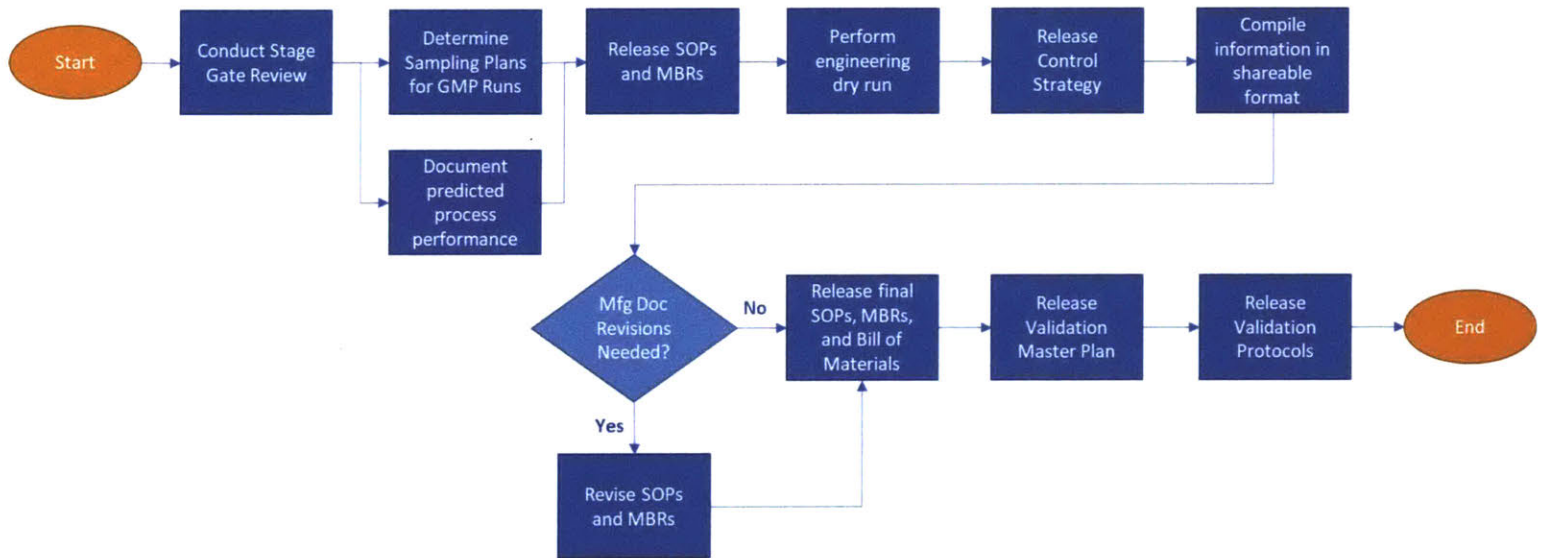 Start
Conduct Stage
Gate Review
Determine
Sampling Plans
for GMP Runs
Release SOPs
and MBRs
Perform
engineering
dry run
Release
Control
Strategy
Compile
information in
shareable
format
Document
predicted
process
performance
Mfg Doc
Revisions
Needed?
No
Yes
Release final
SOPs, MBRs,
and Bill of
Materials
Release
Validation
Master Plan
Release
Validation
Protocols
End
Revise SOPs
and MBRs